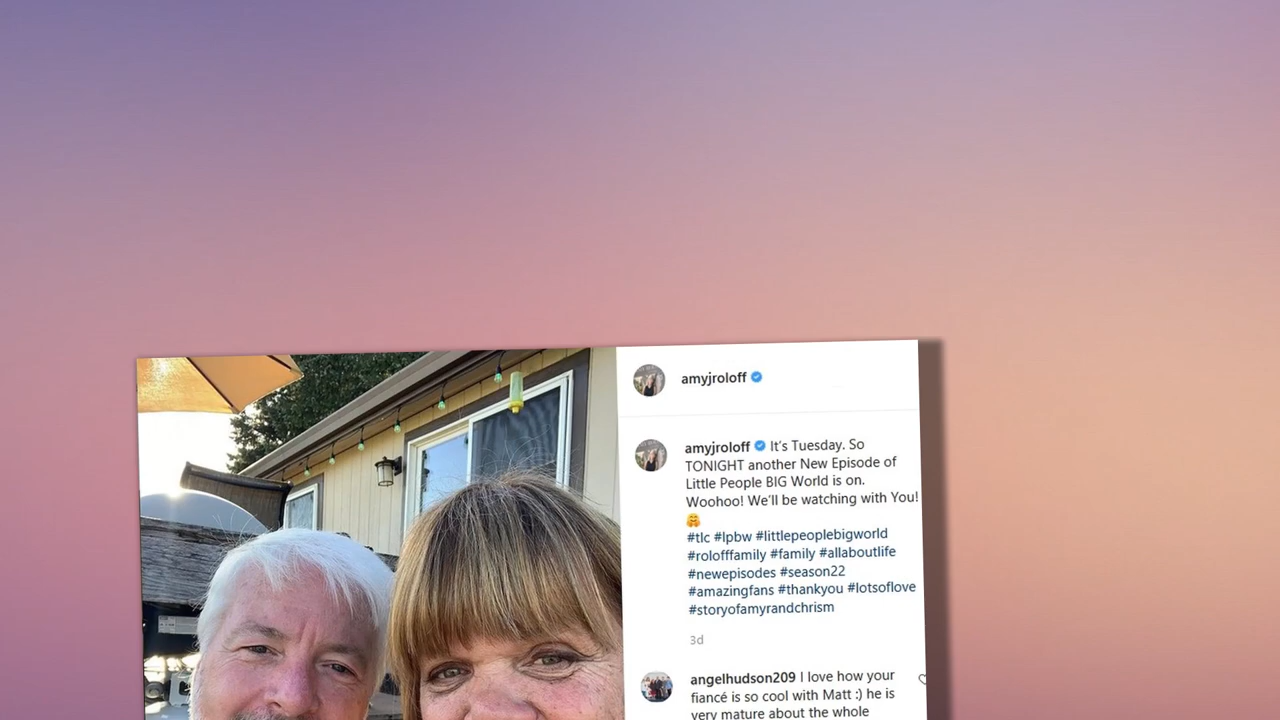 amyjroloff
amyjroloff It's Tuesday. So
TONIGHT another New Episode of
Little People BIG World is on.
Woohoo! We'll be watching with You!
🤗
#tlc #lpbw #littlepeoplebigworld
#rolofffamily #family #allaboutlife
#newepisodes #season22
#amazingfans #thankyou #lotsoflove
#storyofamyrandchrism
3d
angelhudson209 I love how your
fiancé is so cool with Matt :) he is
very mature about the whole